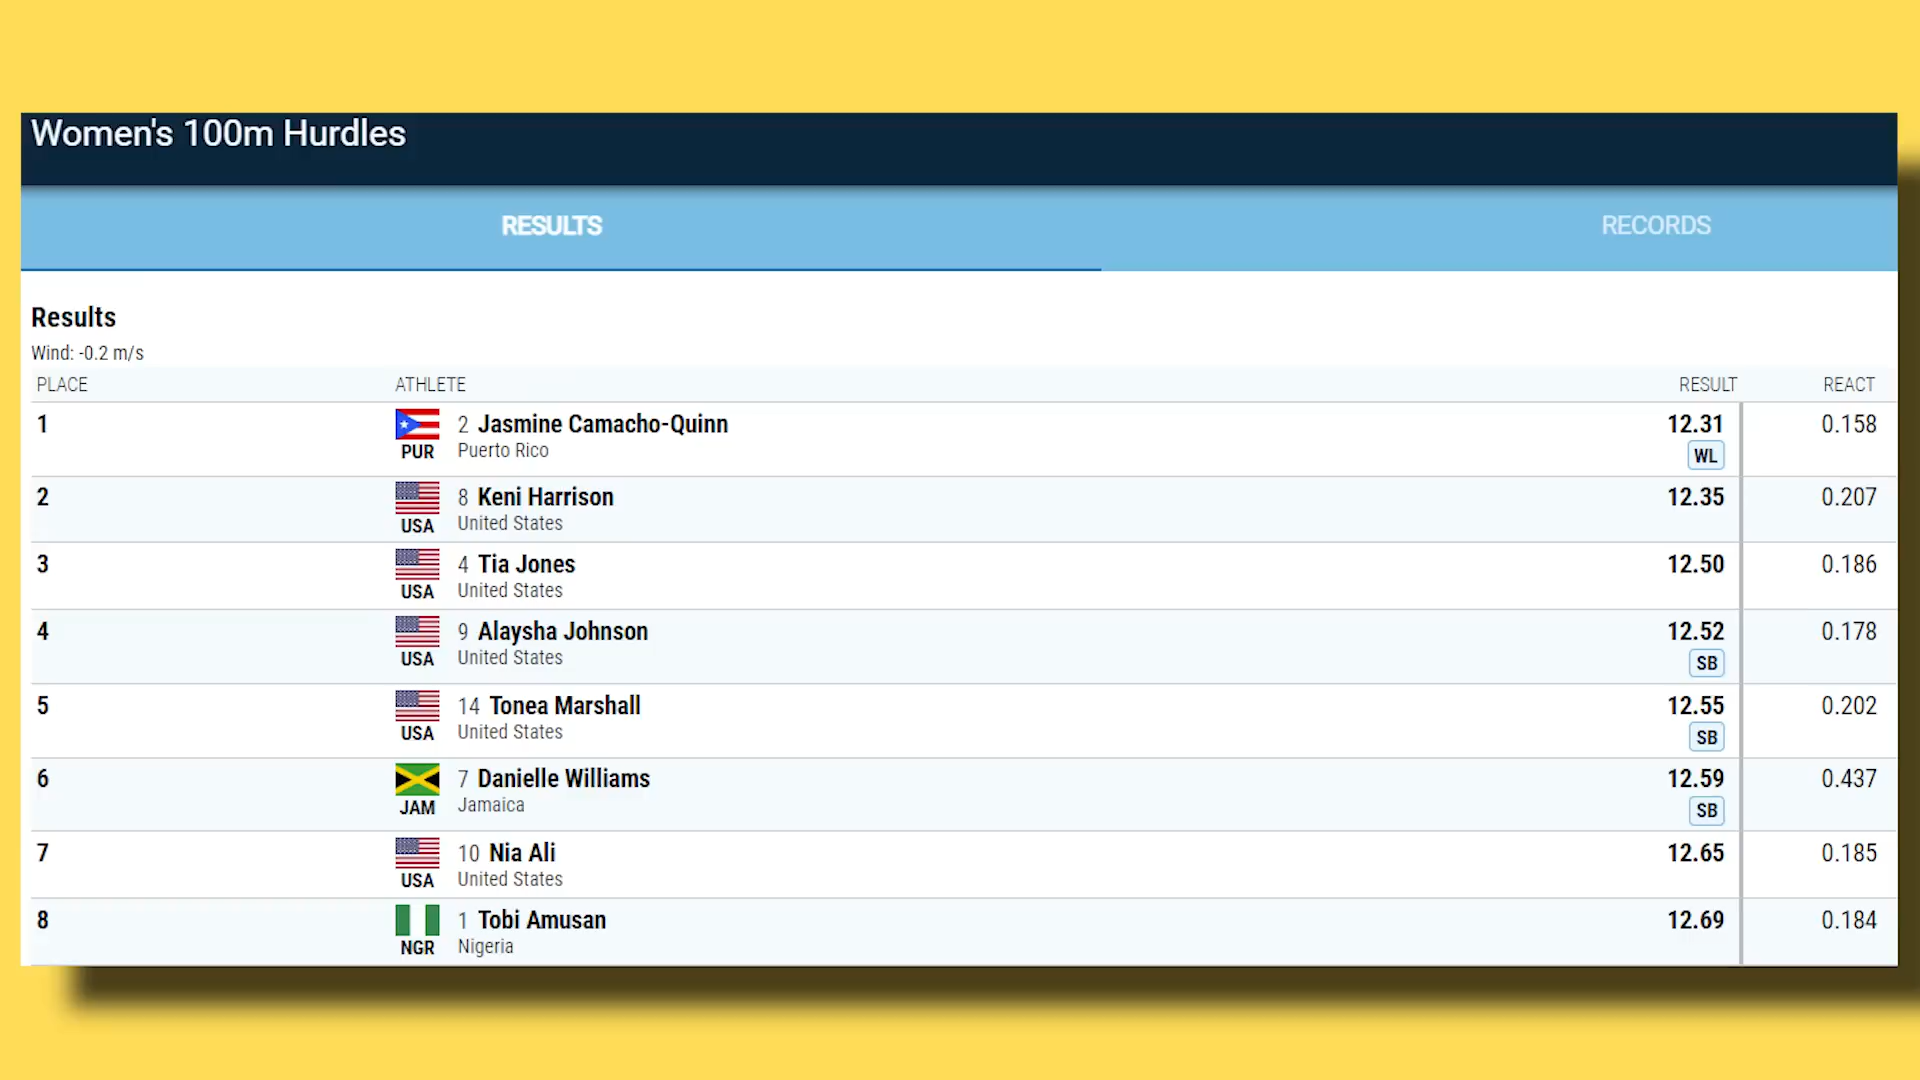 Women's 100m Hurdles
RESULTS RECORDS
Results
Wind: -0.2 m/s
PLACE ATHLETE RESULT REACT
1 2 Jasmine Camacho-Quinn 12.31 0.158
PUR Puerto Rico WL
2 8 Keni Harrison 12.35 0.207
USA United States
3 4 Tia Jones 12.50 0.186
USA United States
4 9 Alaysha Johnson 12.52 0.178
USA United States SB
5 14 Tonea Marshall 12.55 0.202
USA United States SB
6 7 Danielle Williams 12.59 0.437
JAM Jamaica SB
7 10 Nia Ali 12.65 0.185
USA United States
8 1 Tobi Amusan 12.69 0.184
NGR Nigeria